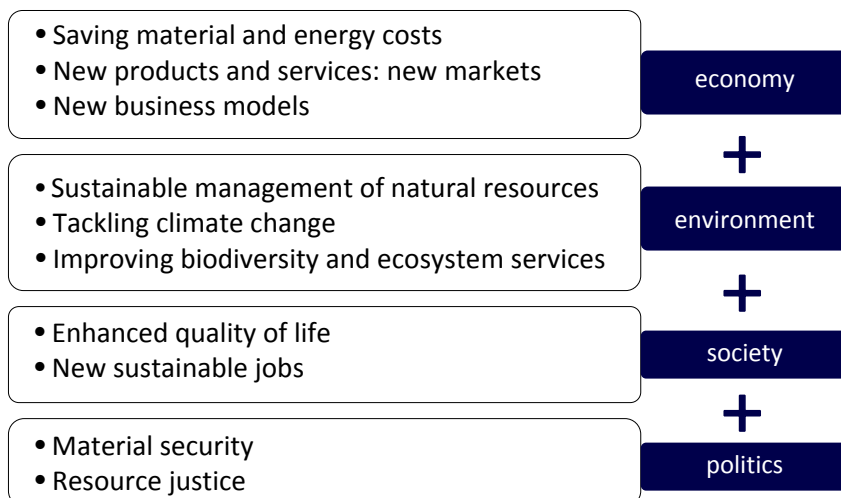 • Saving material and energy costs
• New products and services: new markets
• New business models
economy
+
• Sustainable management of natural resources
• Tackling climate change
• Improving biodiversity and ecosystem services
environment
+
• Enhanced quality of life
• New sustainable jobs
society
+
• Material security
• Resource justice
politics